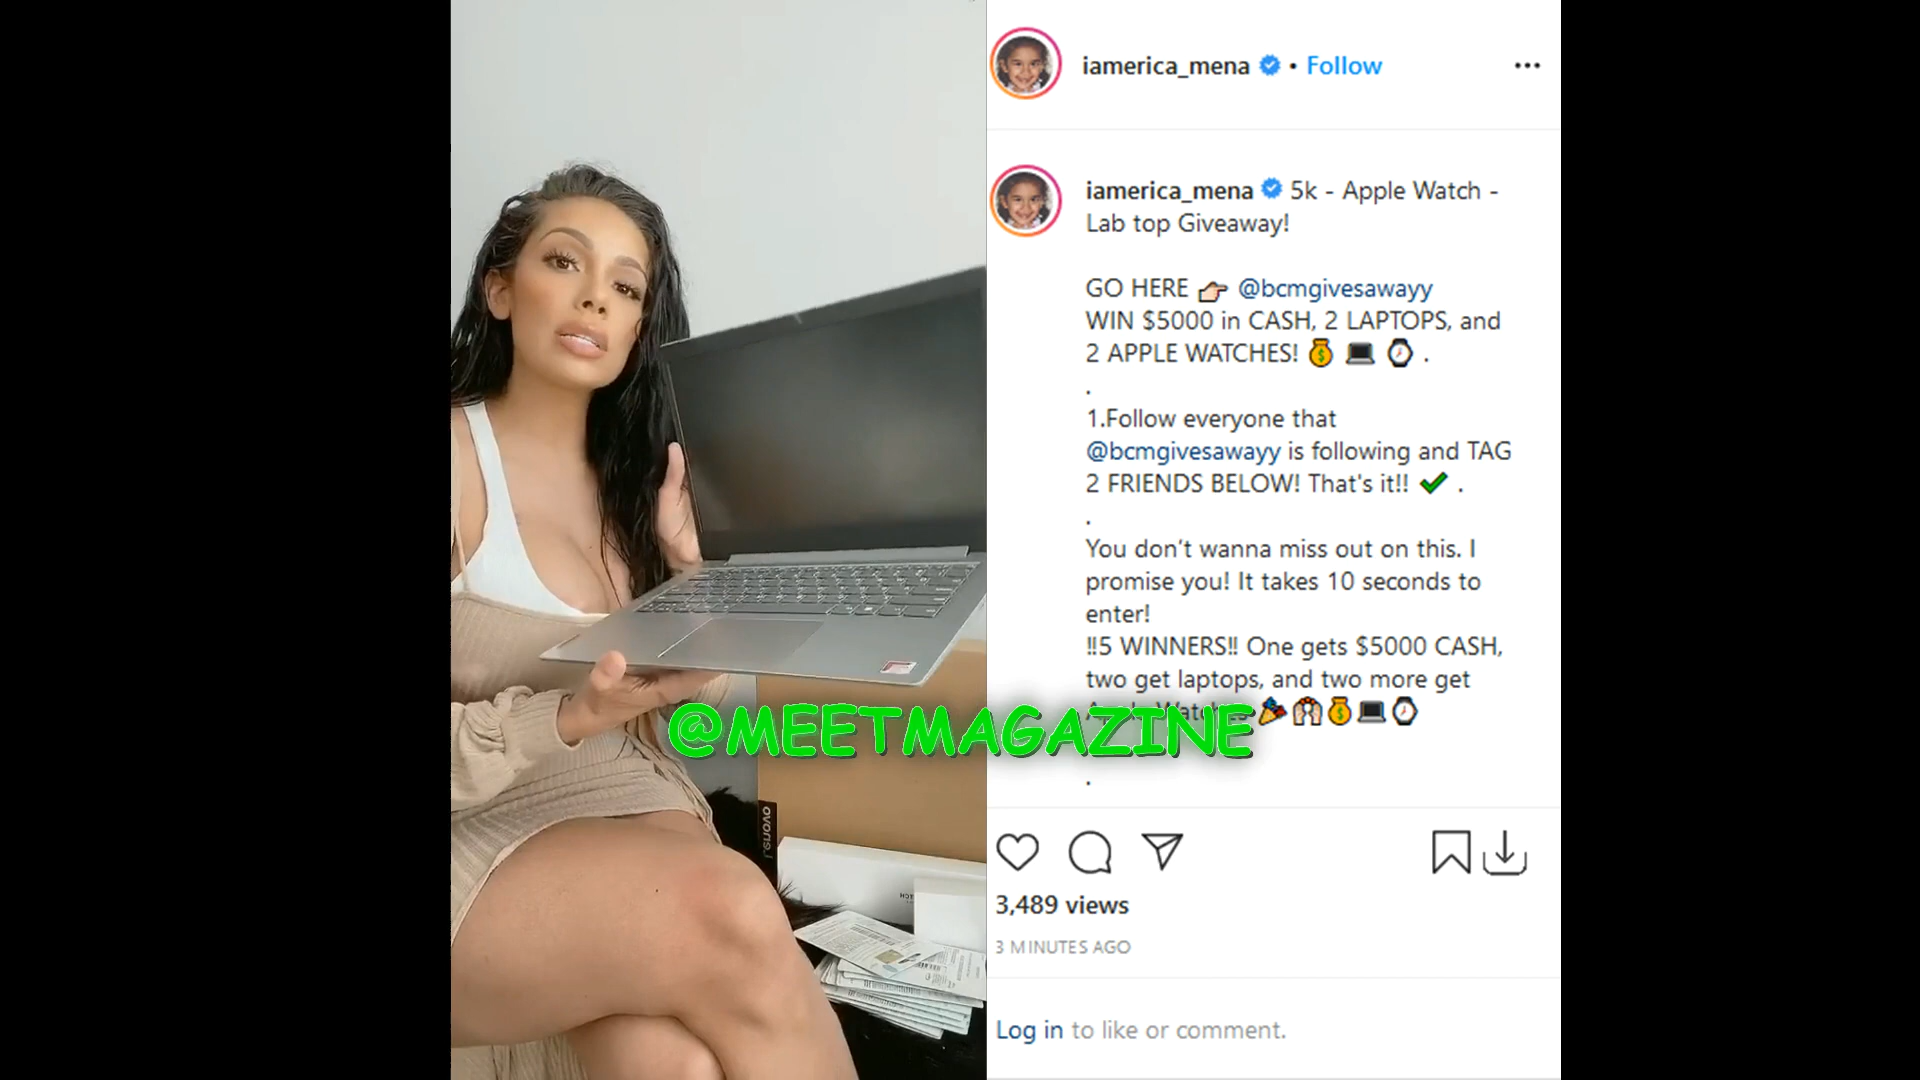 iamerica_mena • Follow
iamerica_mena 5k - Apple Watch -
Lab top Giveaway!
GO HERE 👉 @bcmgivesawayy
WIN $5000 in CASH, 2 LAPTOPS, and
2 APPLE WATCHES! 💰 💻 ⌚ .
.
1.Follow everyone that
@bcmgivesawayy is following and TAG
2 FRIENDS BELOW! That's it!! ✔ .
.
You don’t wanna miss out on this. I
promise you! It takes 10 seconds to
enter!
‼5 WINNERS‼ One gets $5000 CASH,
two get laptops, and two more get
Apple Watches 🎉🙌💰💻⌚
@MEETMAGAZINE
.
Lenovo
3,489 views
3 MINUTES AGO
Log in to like or comment.